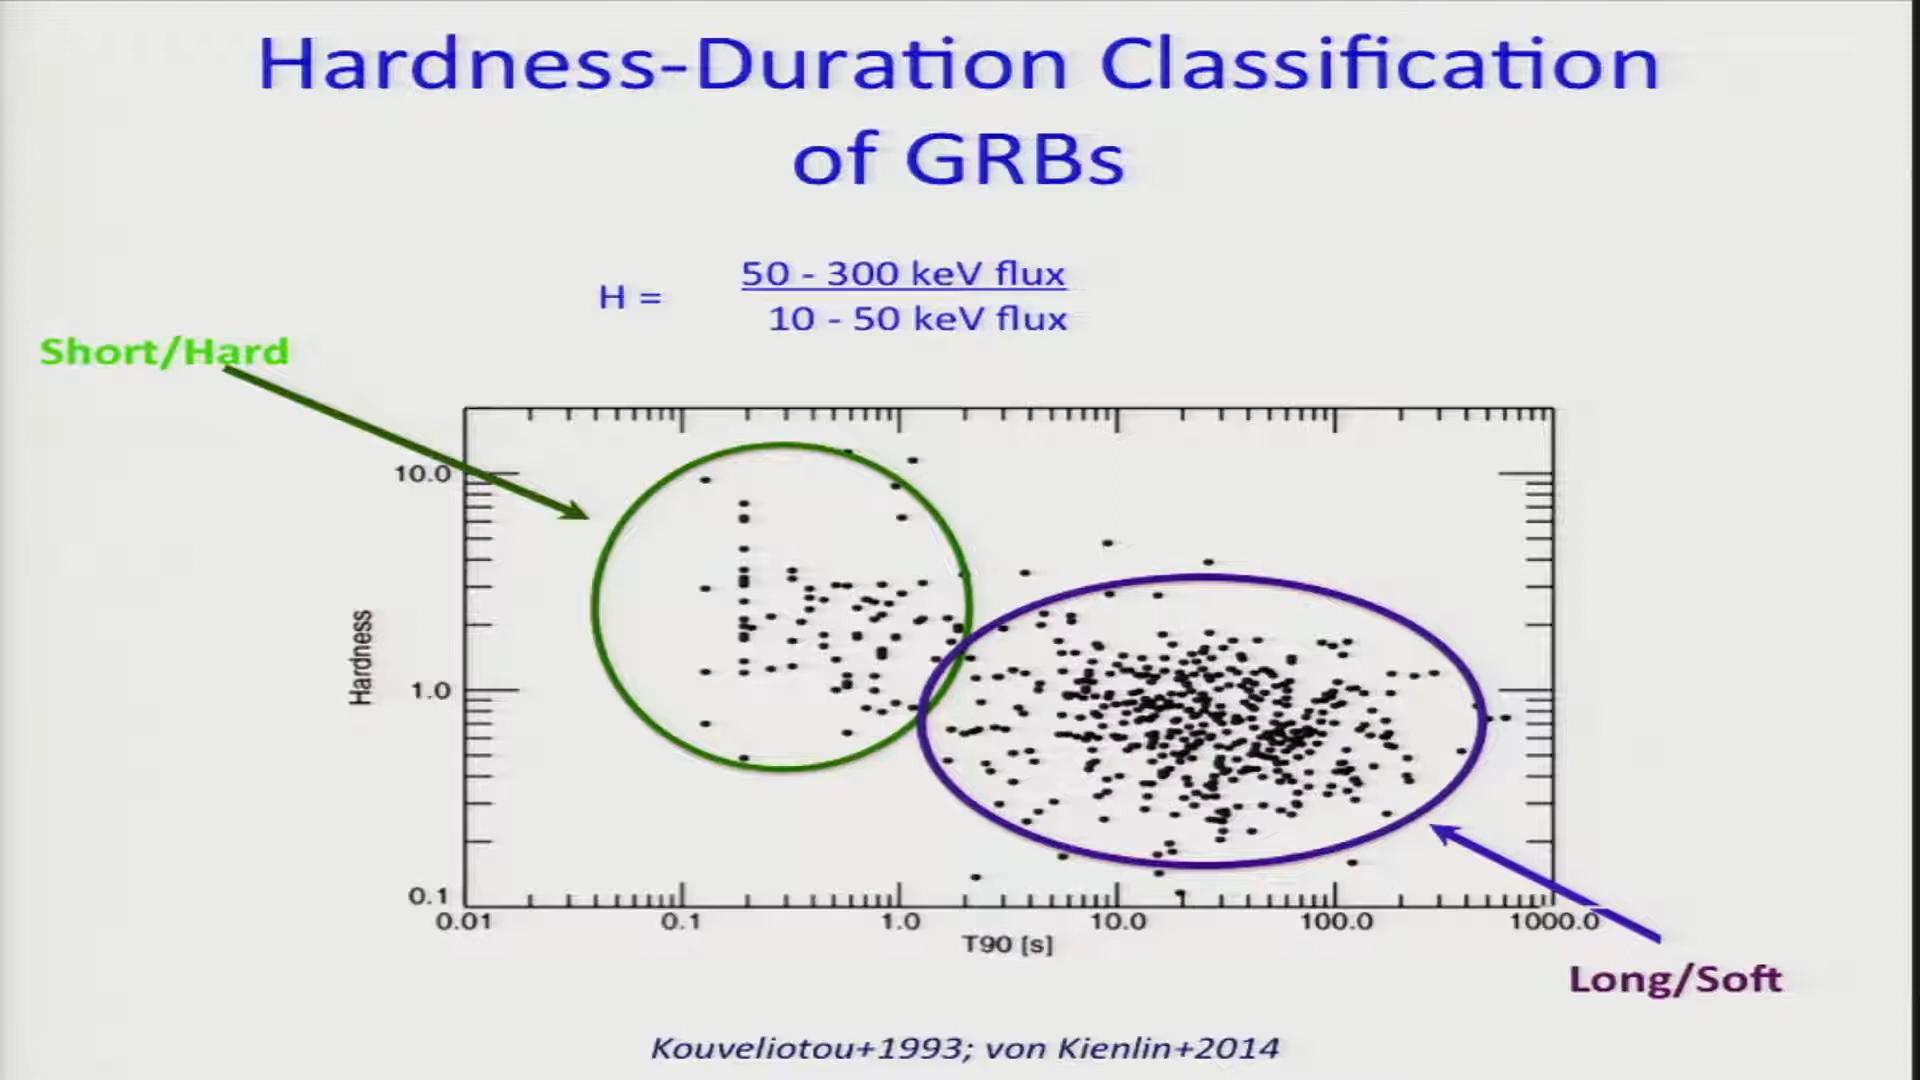 Hardness-Duration Classification
of GRBs
H =
50 - 300 keV flux
10 - 50 keV flux
Short/Hard
10.0
1.0
0.1
Hardness
0.01 0.1 1.0 10.0 100.0 1000.0
T90 [s]
Long/Soft
Kouveliotou+1993; von Kienlin+2014